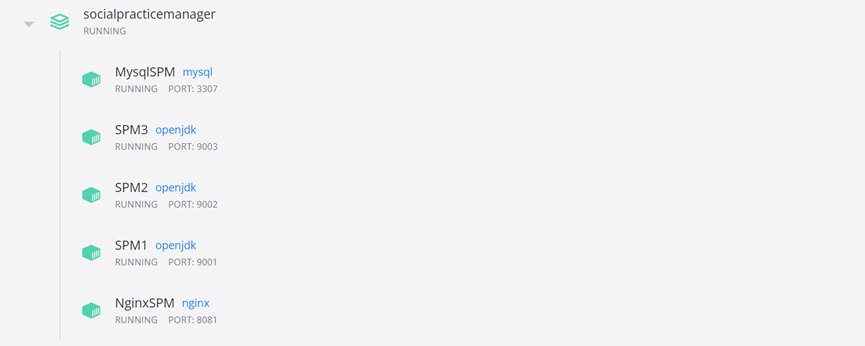 socialpracticemanager
RUNNING
MysqlSPM mysql
RUNNING PORT: 3307
SPM3 openjdk
RUNNING PORT: 9003
SPM2 openjdk
RUNNING PORT: 9002
SPM1 openjdk
RUNNING PORT: 9001
NginxSPM nginx
RUNNING PORT: 8081